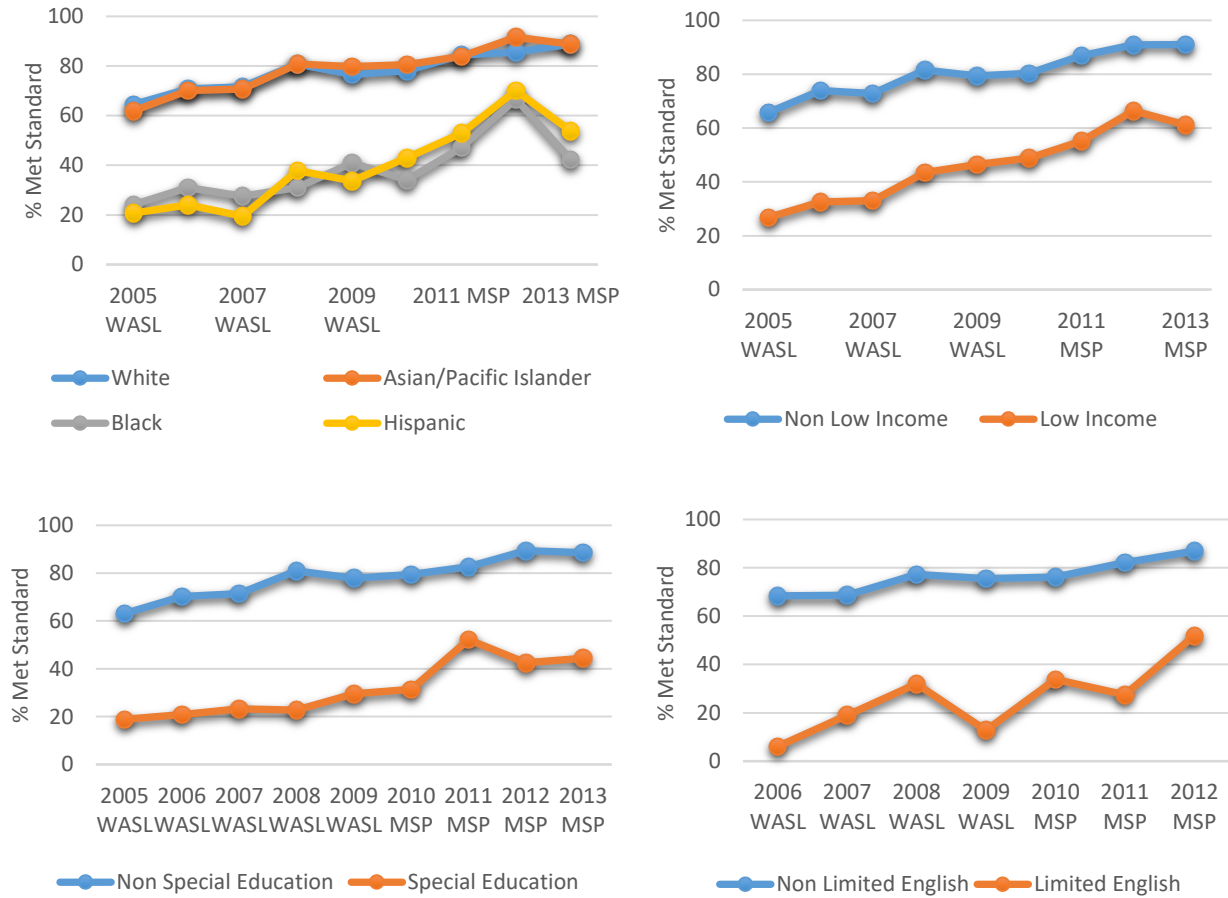 % Met Standard
100
80
60
40
20
0
2005 2007 2009 2011 MSP 2013 MSP
WASL WASL WASL
White Asian/Pacific Islander
Black Hispanic
% Met Standard
100
80
60
40
20
0
2005 2007 2009 2011 2013
WASL WASL WASL MSP MSP
Non Low Income Low Income
% Met Standard
100
80
60
40
20
0
2005 2006 2007 2008 2009 2010 2011 2012 2013
WASL WASL WASL WASL WASL MSP MSP MSP MSP
Non Special Education Special Education
% Met Standard
100
80
60
40
20
0
2006 2007 2008 2009 2010 2011 2012
WASL WASL WASL WASL MSP MSP MSP
Non Limited English Limited English